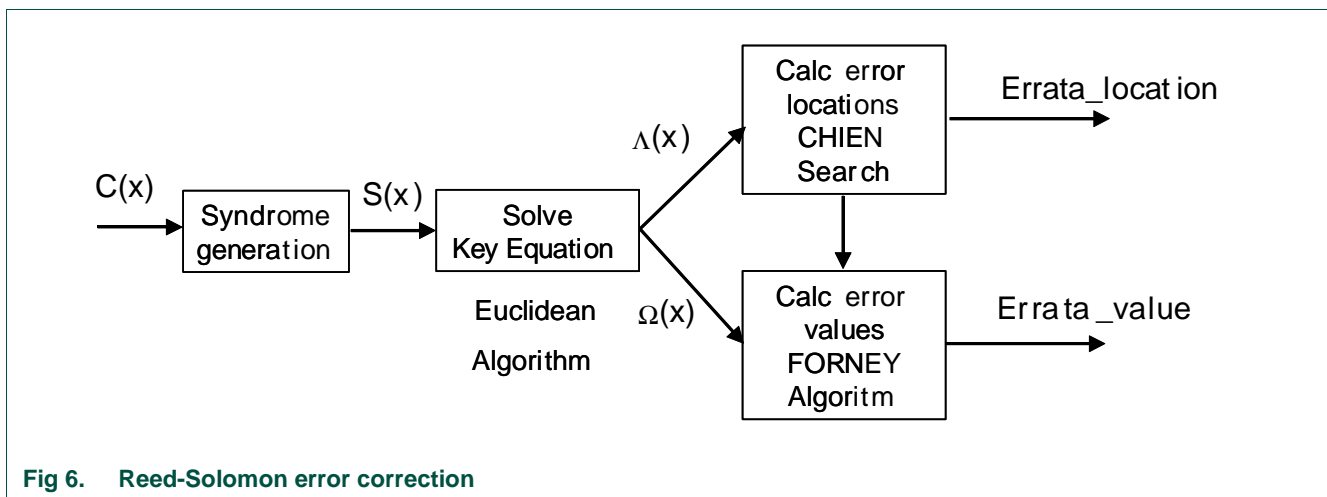 C(x)
Syndrome
generation
S(x)
Solve
Key Equation
Euclidean
Algorithm
Λ(x)
Ω(x)
Calc error
locations
CHIEN
Search
Errata_location
Calc error
values
FORNEY
Algoritm
Errata_value
Fig 6. Reed-Solomon error correction